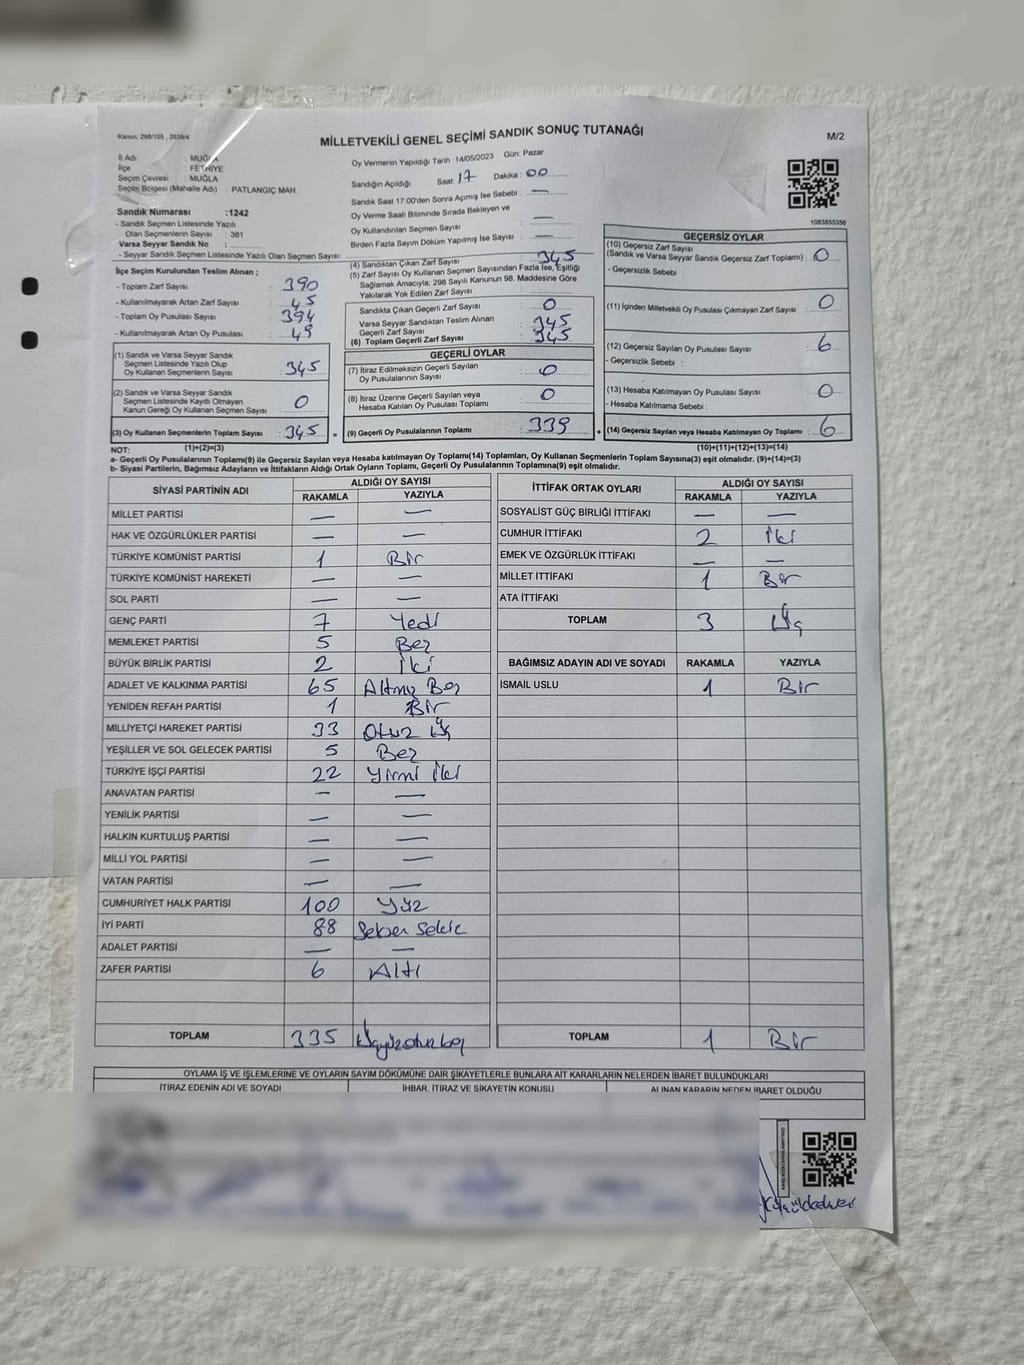 Kanun: 298/105 , 2839/4
MİLLETVEKİLİ GENEL SEÇİMİ SANDIK SONUÇ TUTANAĞI
M/2
İl Adı : MUĞLA
İlçe : FETHİYE
Seçim Çevresi : MUĞLA
Seçim Bölgesi (Mahalle Adı) : PATLANGIÇ MAH
Oy Vermenin Yapıldığı Tarih : 14/05/2023 Gün: Pazar
Sandığın Açıldığı Saat: 17 Dakika : 00
Sandık Saat 17:00'den Sonra Açımış İse Sebebi : —
Oy Verme Saati Bitiminde Sırada Bekleyen ve
Oy Kullandırılan Seçmen Sayısı : —
Birden Fazla Sayım Döküm Yapılmış İse Sayısı : —
1083855356
Sandık Numarası :1242
- Sandık Seçmen Listesinde Yazılı
Olan Seçmenlerin Sayısı : 381
Varsa Seyyar Sandık No :
- Seyyar Sandık Seçmen Listesinde Yazılı Olan Seçmen Sayısı :
İlçe Seçim Kurulundan Teslim Alınan ;
- Toplam Zarf Sayısı : 390
- Kullanılmayarak Artan Zarf Sayısı : 45
- Toplam Oy Pusulası Sayısı : 394
- Kullanılmayarak Artan Oy Pusulası : 49
(1) Sandık ve Varsa Seyyar Sandık
Seçmen Listesinde Yazılı Olup
Oy Kullanan Seçmenlerin Sayısı : 345
(2) Sandık ve Varsa Seyyar Sandık
Seçmen Listesinde Kayıtlı Olmayan
Kanun Gereği Oy Kullanan Seçmen Sayısı : 0
(3) Oy Kullanan Seçmenlerin Toplam Sayısı : 345
(4) Sandıktan Çıkan Zarf Sayısı : 345
(5) Zarf Sayısı Oy Kullanan Seçmen Sayısından Fazla İse, Eşitliği
Sağlamak Amacıyla; 298 Sayılı Kanunun 98. Maddesine Göre
Yakılarak Yok Edilen Zarf Sayısı :
Sandıkta Çıkan Geçerli Zarf Sayısı : 0
Varsa Seyyar Sandıktan Teslim Alınan
Geçerli Zarf Sayısı : 345
(6) Toplam Geçerli Zarf Sayısı : 345
GEÇERLİ OYLAR
(7) İtiraz Edilmeksizin Geçerli Sayılan
Oy Pusulalarının Sayısı : 0
(8) İtiraz Üzerine Geçerli Sayılan veya
Hesaba Katılan Oy Pusulası Toplamı : 0
= (9) Geçerli Oy Pusulalarının Toplamı : 339
GEÇERSİZ OYLAR
(10) Geçersiz Zarf Sayısı
(Sandık ve Varsa Seyyar Sandık Geçersiz Zarf Toplamı) : 0
- Geçersizlik Sebebi :
(11) İçinden Milletvekili Oy Pusulası Çıkmayan Zarf Sayısı : 0
(12) Geçersiz Sayılan Oy Pusulası Sayısı : 6
- Geçersizlik Sebebi :
(13) Hesaba Katılmayan Oy Pusulası Sayısı : 0
- Hesaba Katılmama Sebebi :
+ (14) Geçersiz Sayılan veya Hesaba Katılmayan Oy Toplamı : 6
NOT: (1)+(2)=(3) (10)+(11)+(12)+(13)=(14)
a- Geçerli Oy Pusulalarının Toplamı(9) ile Geçersiz Sayılan veya Hesaba Katılmayan Oy Toplamı(14) Toplamları, Oy Kullanan Seçmenlerin Toplam Sayısına(3) eşit olmalıdır. (9)+(14)=(3)
b- Siyasi Partilerin, Bağımsız Adayların ve İttifakların Aldığı Ortak Oyların Toplamı, Geçerli Oy Pusulalarının Toplamına(9) eşit olmalıdır.
SİYASİ PARTİNİN ADI ALDIĞI OY SAYISI
RAKAMLA YAZIYLA
MİLLET PARTİSİ — —
HAK VE ÖZGÜRLÜKLER PARTİSİ — —
TÜRKİYE KOMÜNİST PARTİSİ 1 Bir
TÜRKİYE KOMÜNİST HAREKETİ — —
SOL PARTİ — —
GENÇ PARTİ 7 Yedi
MEMLEKET PARTİSİ 5 Beş
BÜYÜK BİRLİK PARTİSİ 2 İki
ADALET VE KALKINMA PARTİSİ 65 Altmış Beş
YENİDEN REFAH PARTİSİ 1 Bir
MİLLİYETÇİ HAREKET PARTİSİ 33 Otuz Üç
YEŞİLLER VE SOL GELECEK PARTİSİ 5 Beş
TÜRKİYE İŞÇİ PARTİSİ 22 Yirmi iki
ANAVATAN PARTİSİ — —
YENİLİK PARTİSİ — —
HALKIN KURTULUŞ PARTİSİ — —
MİLLİ YOL PARTİSİ — —
VATAN PARTİSİ — —
CUMHURİYET HALK PARTİSİ 100 Yüz
İYİ PARTİ 88 Seksen Sekiz
ADALET PARTİSİ — —
ZAFER PARTİSİ 6 Altı
TOPLAM 335 Üçyüzotuzbeş
İTTİFAK ORTAK OYLARI ALDIĞI OY SAYISI
RAKAMLA YAZIYLA
SOSYALİST GÜÇ BİRLİĞİ İTTİFAKI — —
CUMHUR İTTİFAKI 2 İki
EMEK VE ÖZGÜRLÜK İTTİFAKI — —
MİLLET İTTİFAKI 1 Bir
ATA İTTİFAKI
TOPLAM 3 Üç
BAĞIMSIZ ADAYIN ADI VE SOYADI RAKAMLA YAZIYLA
İSMAİL USLU 1 Bir
TOPLAM 1 Bir
OYLAMA İŞ VE İŞLEMLERİNE VE OYLARIN SAYIM DÖKÜMÜNE DAİR ŞİKAYETLERLE BUNLARA AİT KARARLARIN NELERDEN İBARET BULUNDUKLARI
İTİRAZ EDENİN ADI VE SOYADI İHBAR, İTİRAZ VE ŞİKAYETİN KONUSU ALINAN KARARIN NEDEN İBARET OLDUĞU